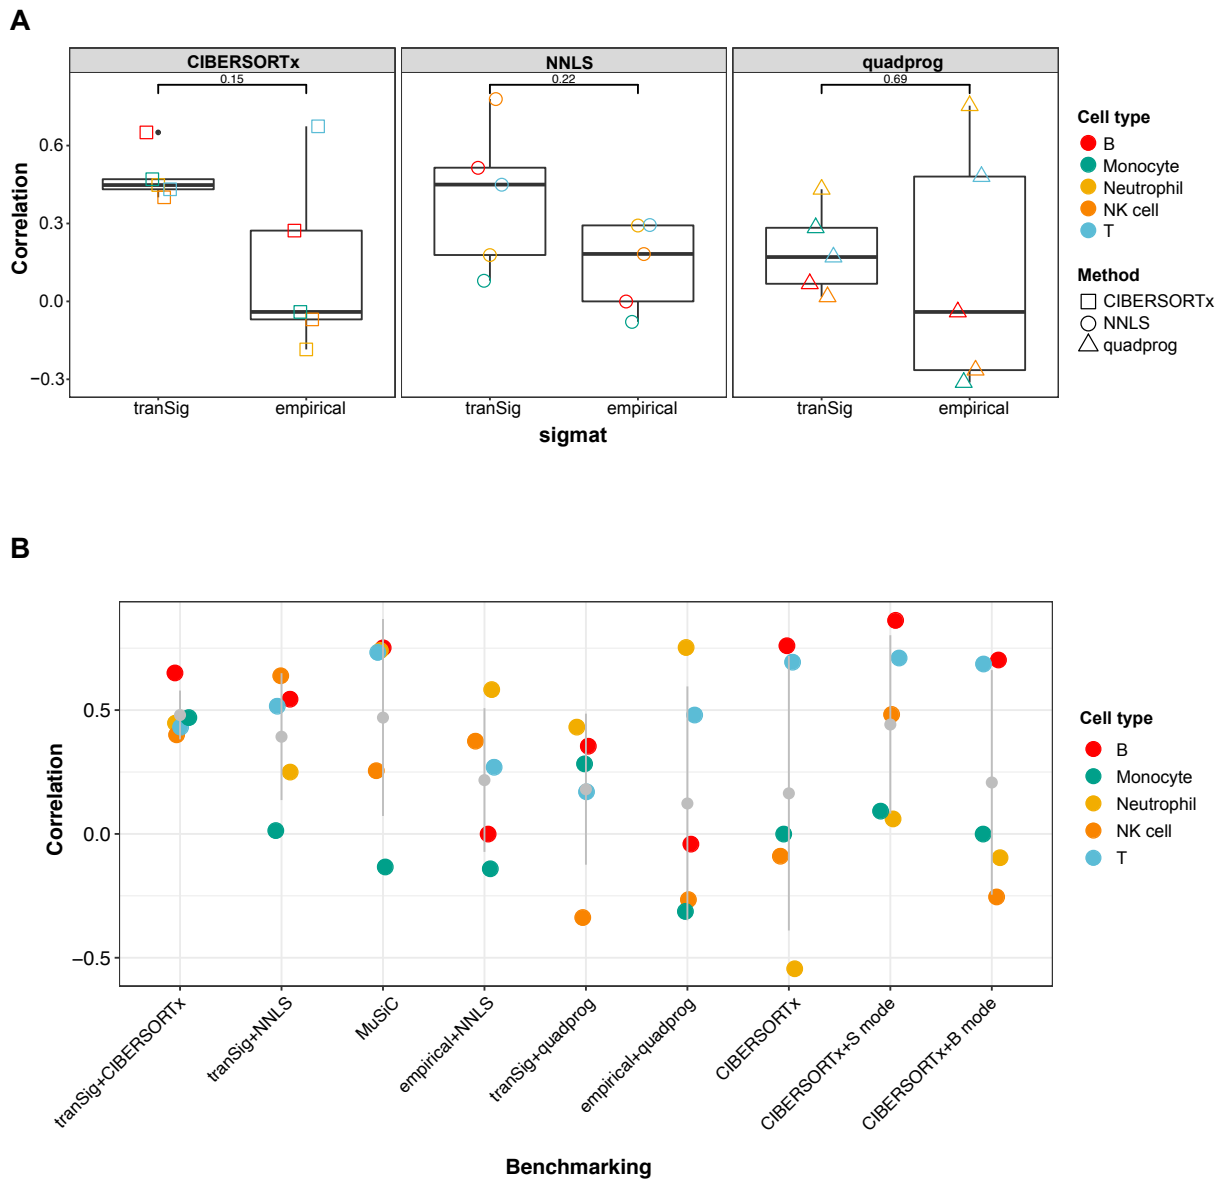 A
CIBERSORTx
NNLS
quadprog
0.15
0.22
0.69
Correlation
0.6
0.3
0.0
−0.3
tranSig
empirical
tranSig
empirical
tranSig
empirical
sigmat
Cell type
B
Monocyte
Neutrophil
NK cell
T
Method
CIBERSORTx
NNLS
quadprog
B
Correlation
0.5
0.0
−0.5
tranSig+CIBERSORTx
tranSig+NNLS
MuSiC
empirical+NNLS
tranSig+quadprog
empirical+quadprog
CIBERSORTx
CIBERSORTx+S mode
CIBERSORTx+B mode
Benchmarking
Cell type
B
Monocyte
Neutrophil
NK cell
T